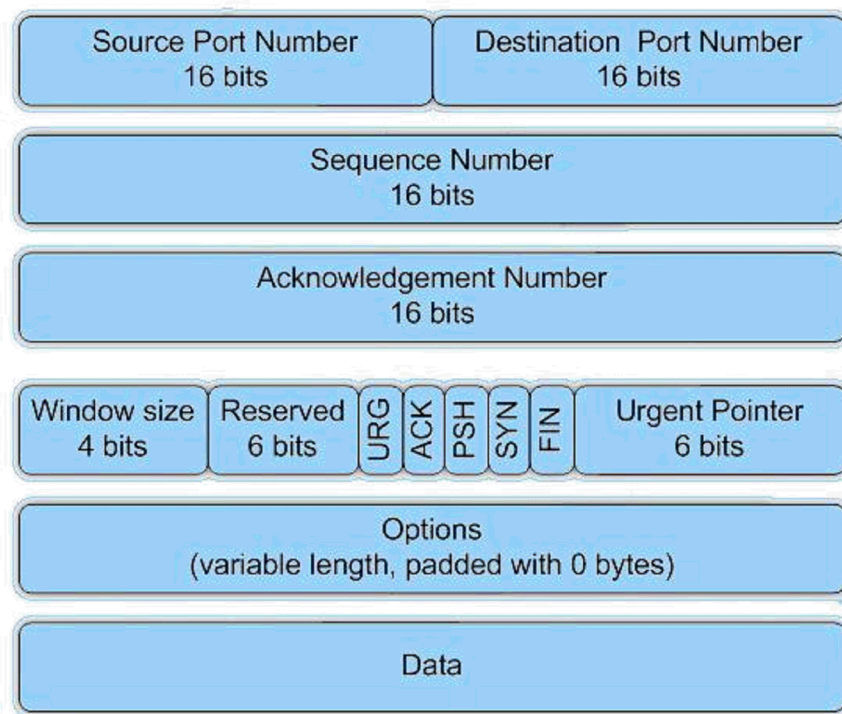 Source Port Number
16 bits
Destination Port Number
16 bits
Sequence Number
16 bits
Acknowledgement Number
16 bits
Window size
4 bits
Reserved
6 bits
URG
ACK
PSH
SYN
FIN
Urgent Pointer
6 bits
Options
(variable length, padded with 0 bytes)
Data